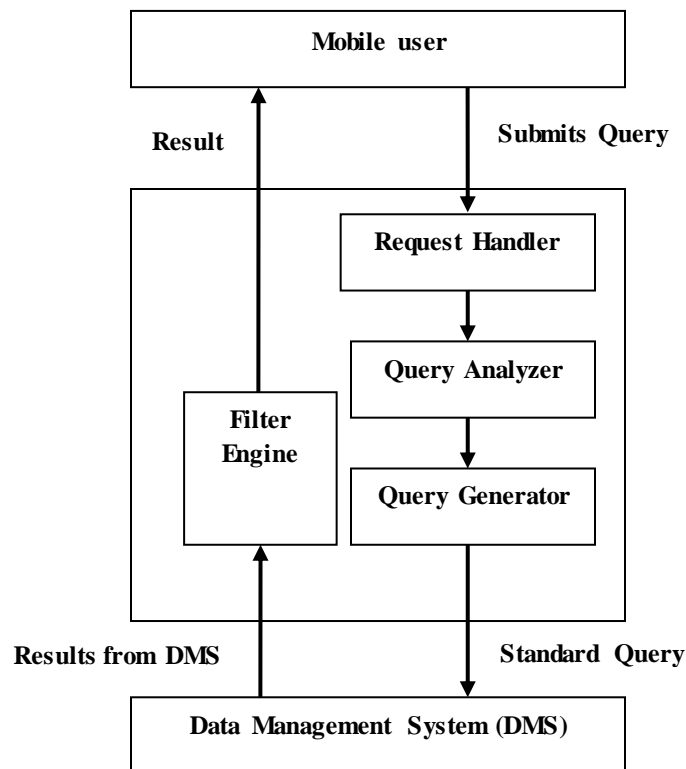 Mobile user
Result
Submits Query
Request Handler
Query Analyzer
Filter
Engine
Query Generator
Results from DMS
Standard Query
Data Management System (DMS)